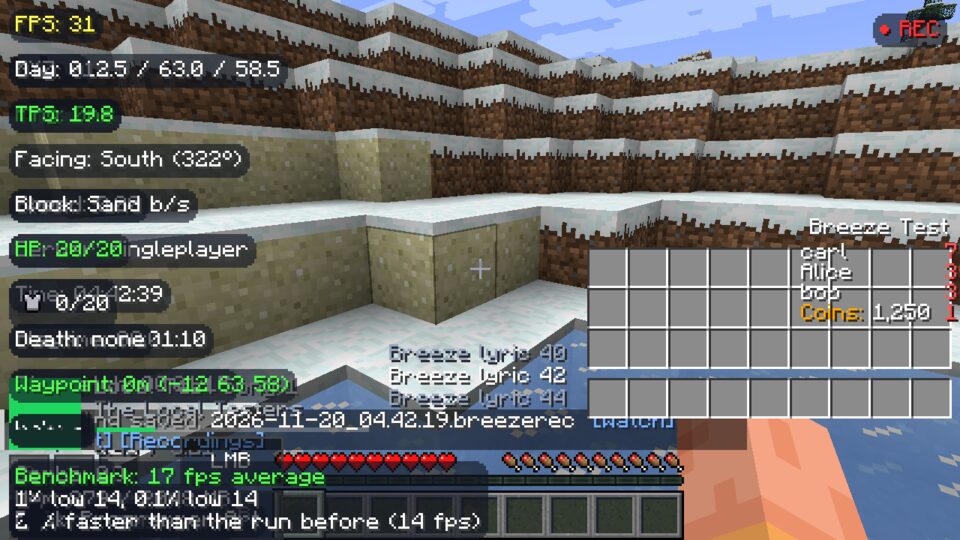 FPS: 31
REC
Day: 012.5 / 63.0 / 58.5
TPS: 19.8
Facing: South (322°)
Block: Sand b/s
Breeze Test
HP: 20/20 ngleplayer
carl 7
Alice 3
bob 3
Coins: 1,250 1
0/20 2:39
Death: none 01:10
Breeze lyric 40
Breeze lyric 42
Breeze lyric 44
Waypoint: 0m (-12 63 58)
saved 2026-11-20_04.42.19.breezerec [Watch]
[Recordings]
LMB
Benchmark: 17 fps average
1% low 14, 0.1% low 14
% faster than the run before (14 fps)